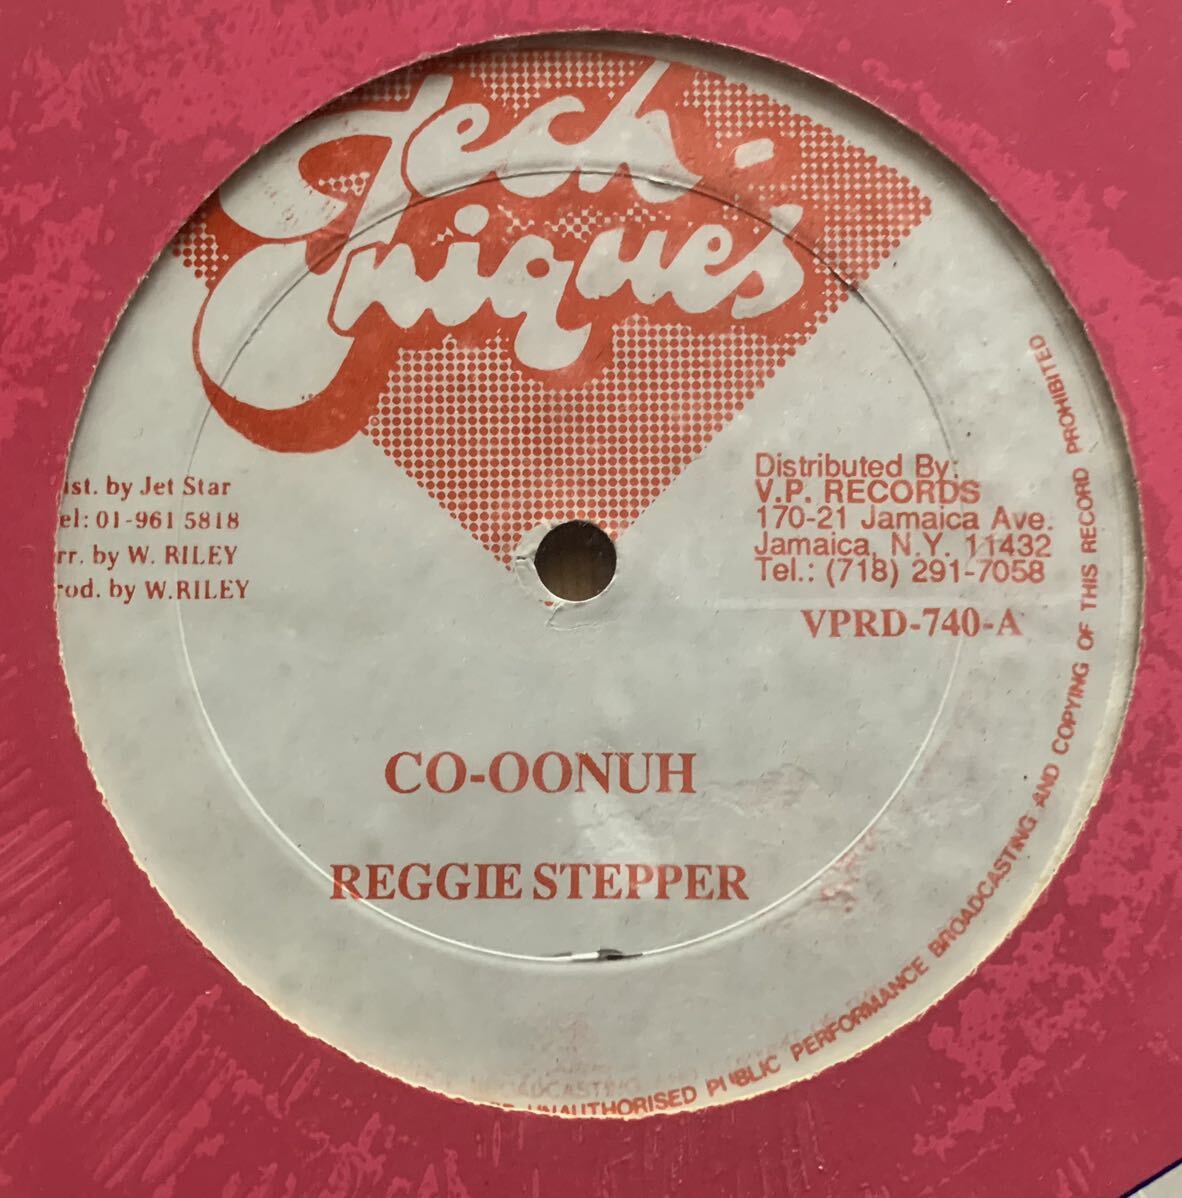 Tech.
niques
ist. by Jet Star
el: 01-961 5818
rr. by W. RILEY
rod. by W.RILEY
Distributed By:
V.P. RECORDS
170-21 Jamaica Ave.
Jamaica, N.Y. 11432
Tel.: (718) 291-7058
VPRD-740-A
CO-OONUH
REGGIE STEPPER
UNAUTHORISED PUBLIC PERFORMANCE BROADCASTING AND COPYING OF THIS RECORD PROHIBITED